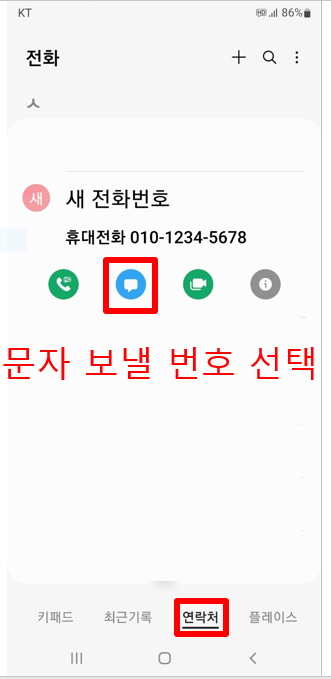 KT 86%
전화
ㅅ
새 새 전화번호
휴대전화 010-1234-5678
문자 보낼 번호 선택
키패드 최근기록 연락처 플레이스